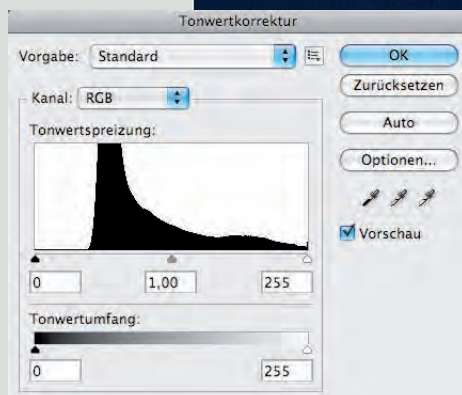 Tonwertkorrektur
Vorgabe: Standard
OK
Zurücksetzen
Kanal: RGB
Auto
Tonwertspreizung:
Optionen...
Vorschau
0 1,00 255
Tonwertumfang:
0 255